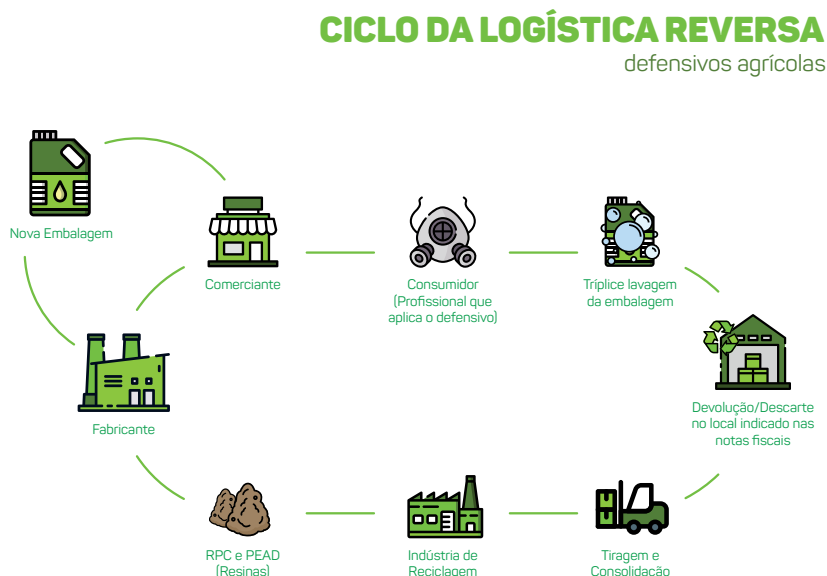 CICLO DA LOGÍSTICA REVERSA
defensivos agrícolas
Nova Embalagem
Comerciante
Consumidor
(Profissional que
aplica o defensivo)
Tríplice lavagem
da embalagem
Devolução/Descarte
no local indicado nas
notas fiscais
Fabricante
RPC e PEAD
(Resinas)
Indústria de
Reciclagem
Tiragem e
Consolidação